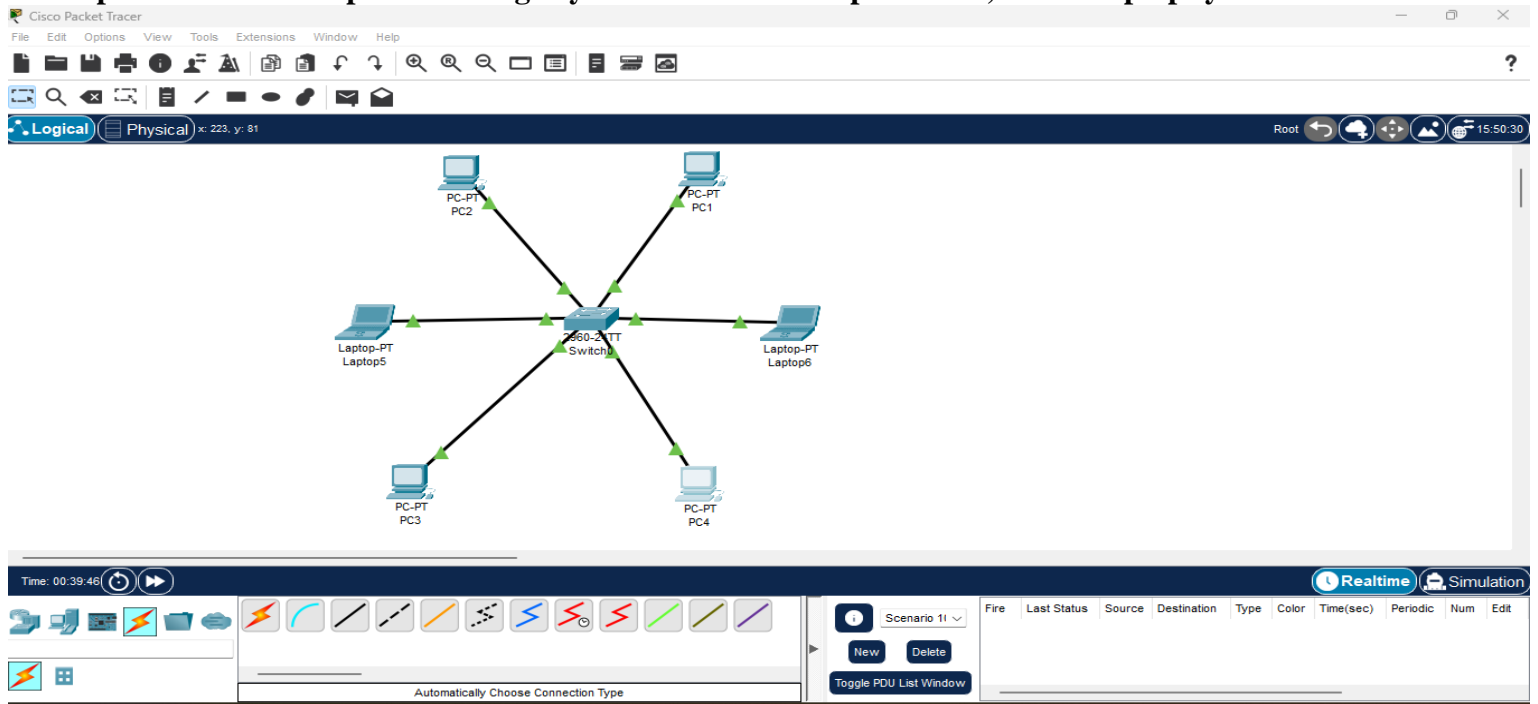 Cisco Packet Tracer
File Edit Options View Tools Extensions Window Help
?
Logical Physical x: 223, y: 81 Root 15:50:30
PC-PT
PC2
PC-PT
PC1
Laptop-PT
Laptop5
2960-24TT
Switch0
Laptop-PT
Laptop6
PC-PT
PC3
PC-PT
PC4
Time: 00:39:46 Realtime Simulation
Scenario 1
New Delete
Toggle PDU List Window
Fire Last Status Source Destination Type Color Time(sec) Periodic Num Edit
Automatically Choose Connection Type